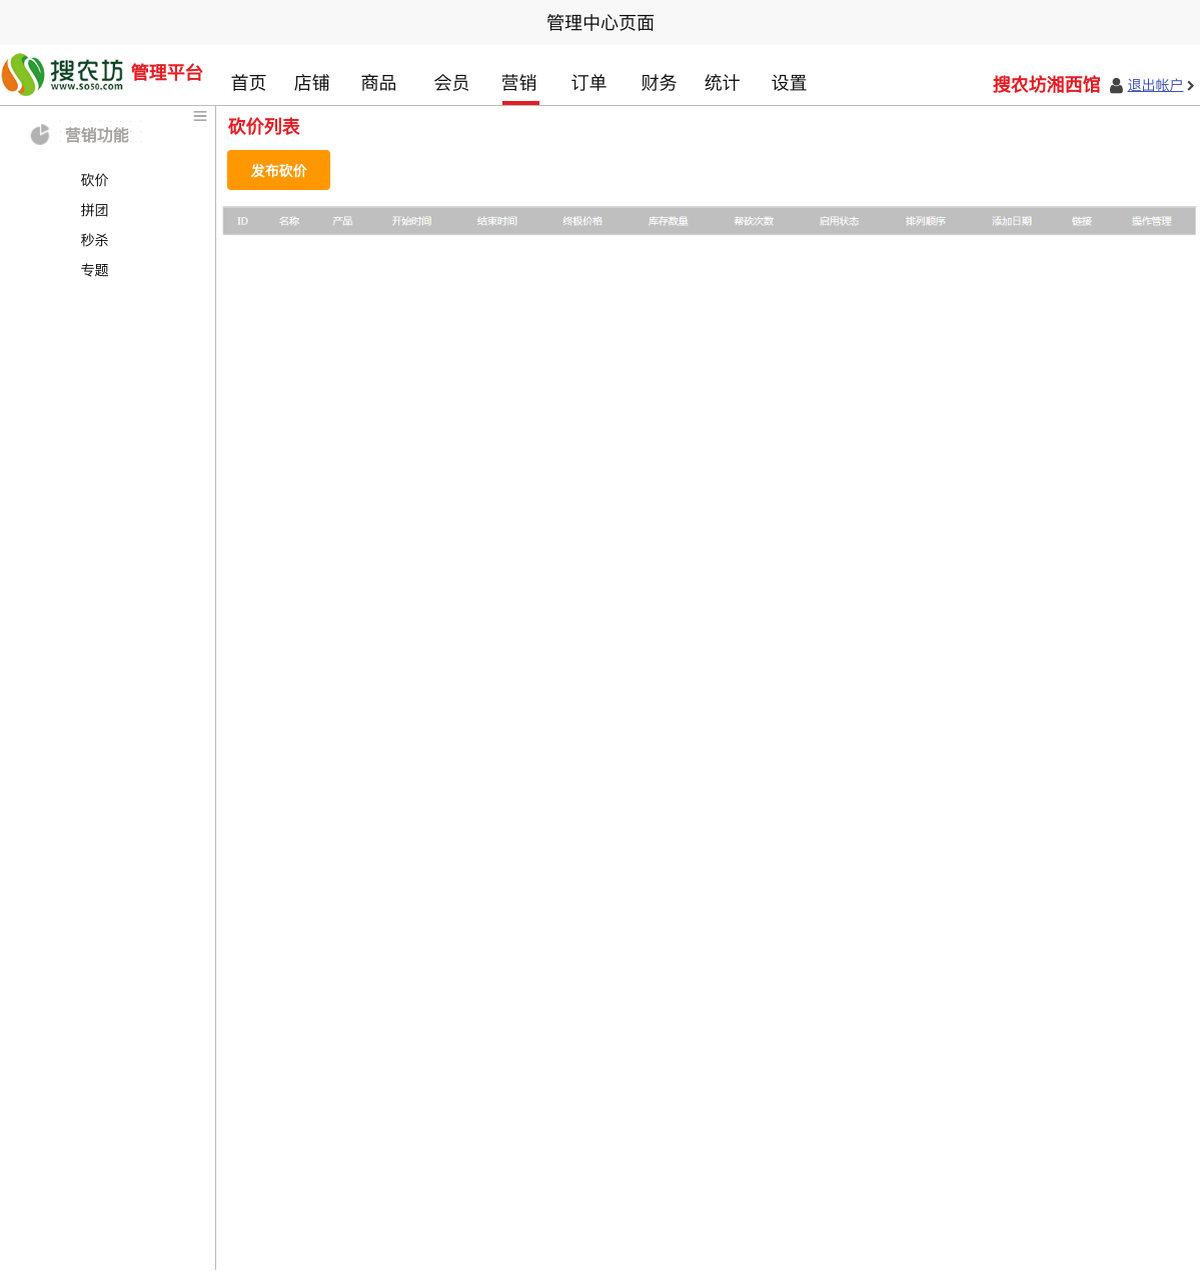 管理中心页面
搜农坊 管理平台 首页 店铺 商品 会员 营销 订单 财务 统计 设置 搜农坊湘西馆 退出帐户
www.so50.com
营销功能
砍价
拼团
秒杀
专题
砍价列表
发布砍价
ID 名称 产品 开始时间 结束时间 终极价格 库存数量 帮砍次数 启用状态 排列顺序 添加日期 链接 操作管理